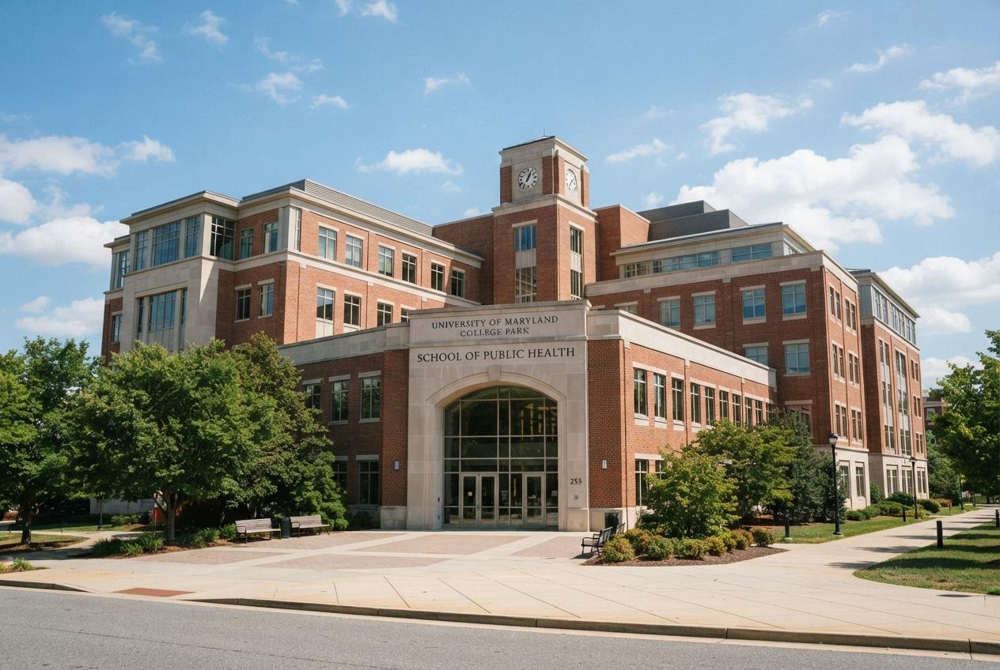 UNIVERSITY OF MARYLAND
COLLEGE PARK
SCHOOL OF PUBLIC HEALTH
255